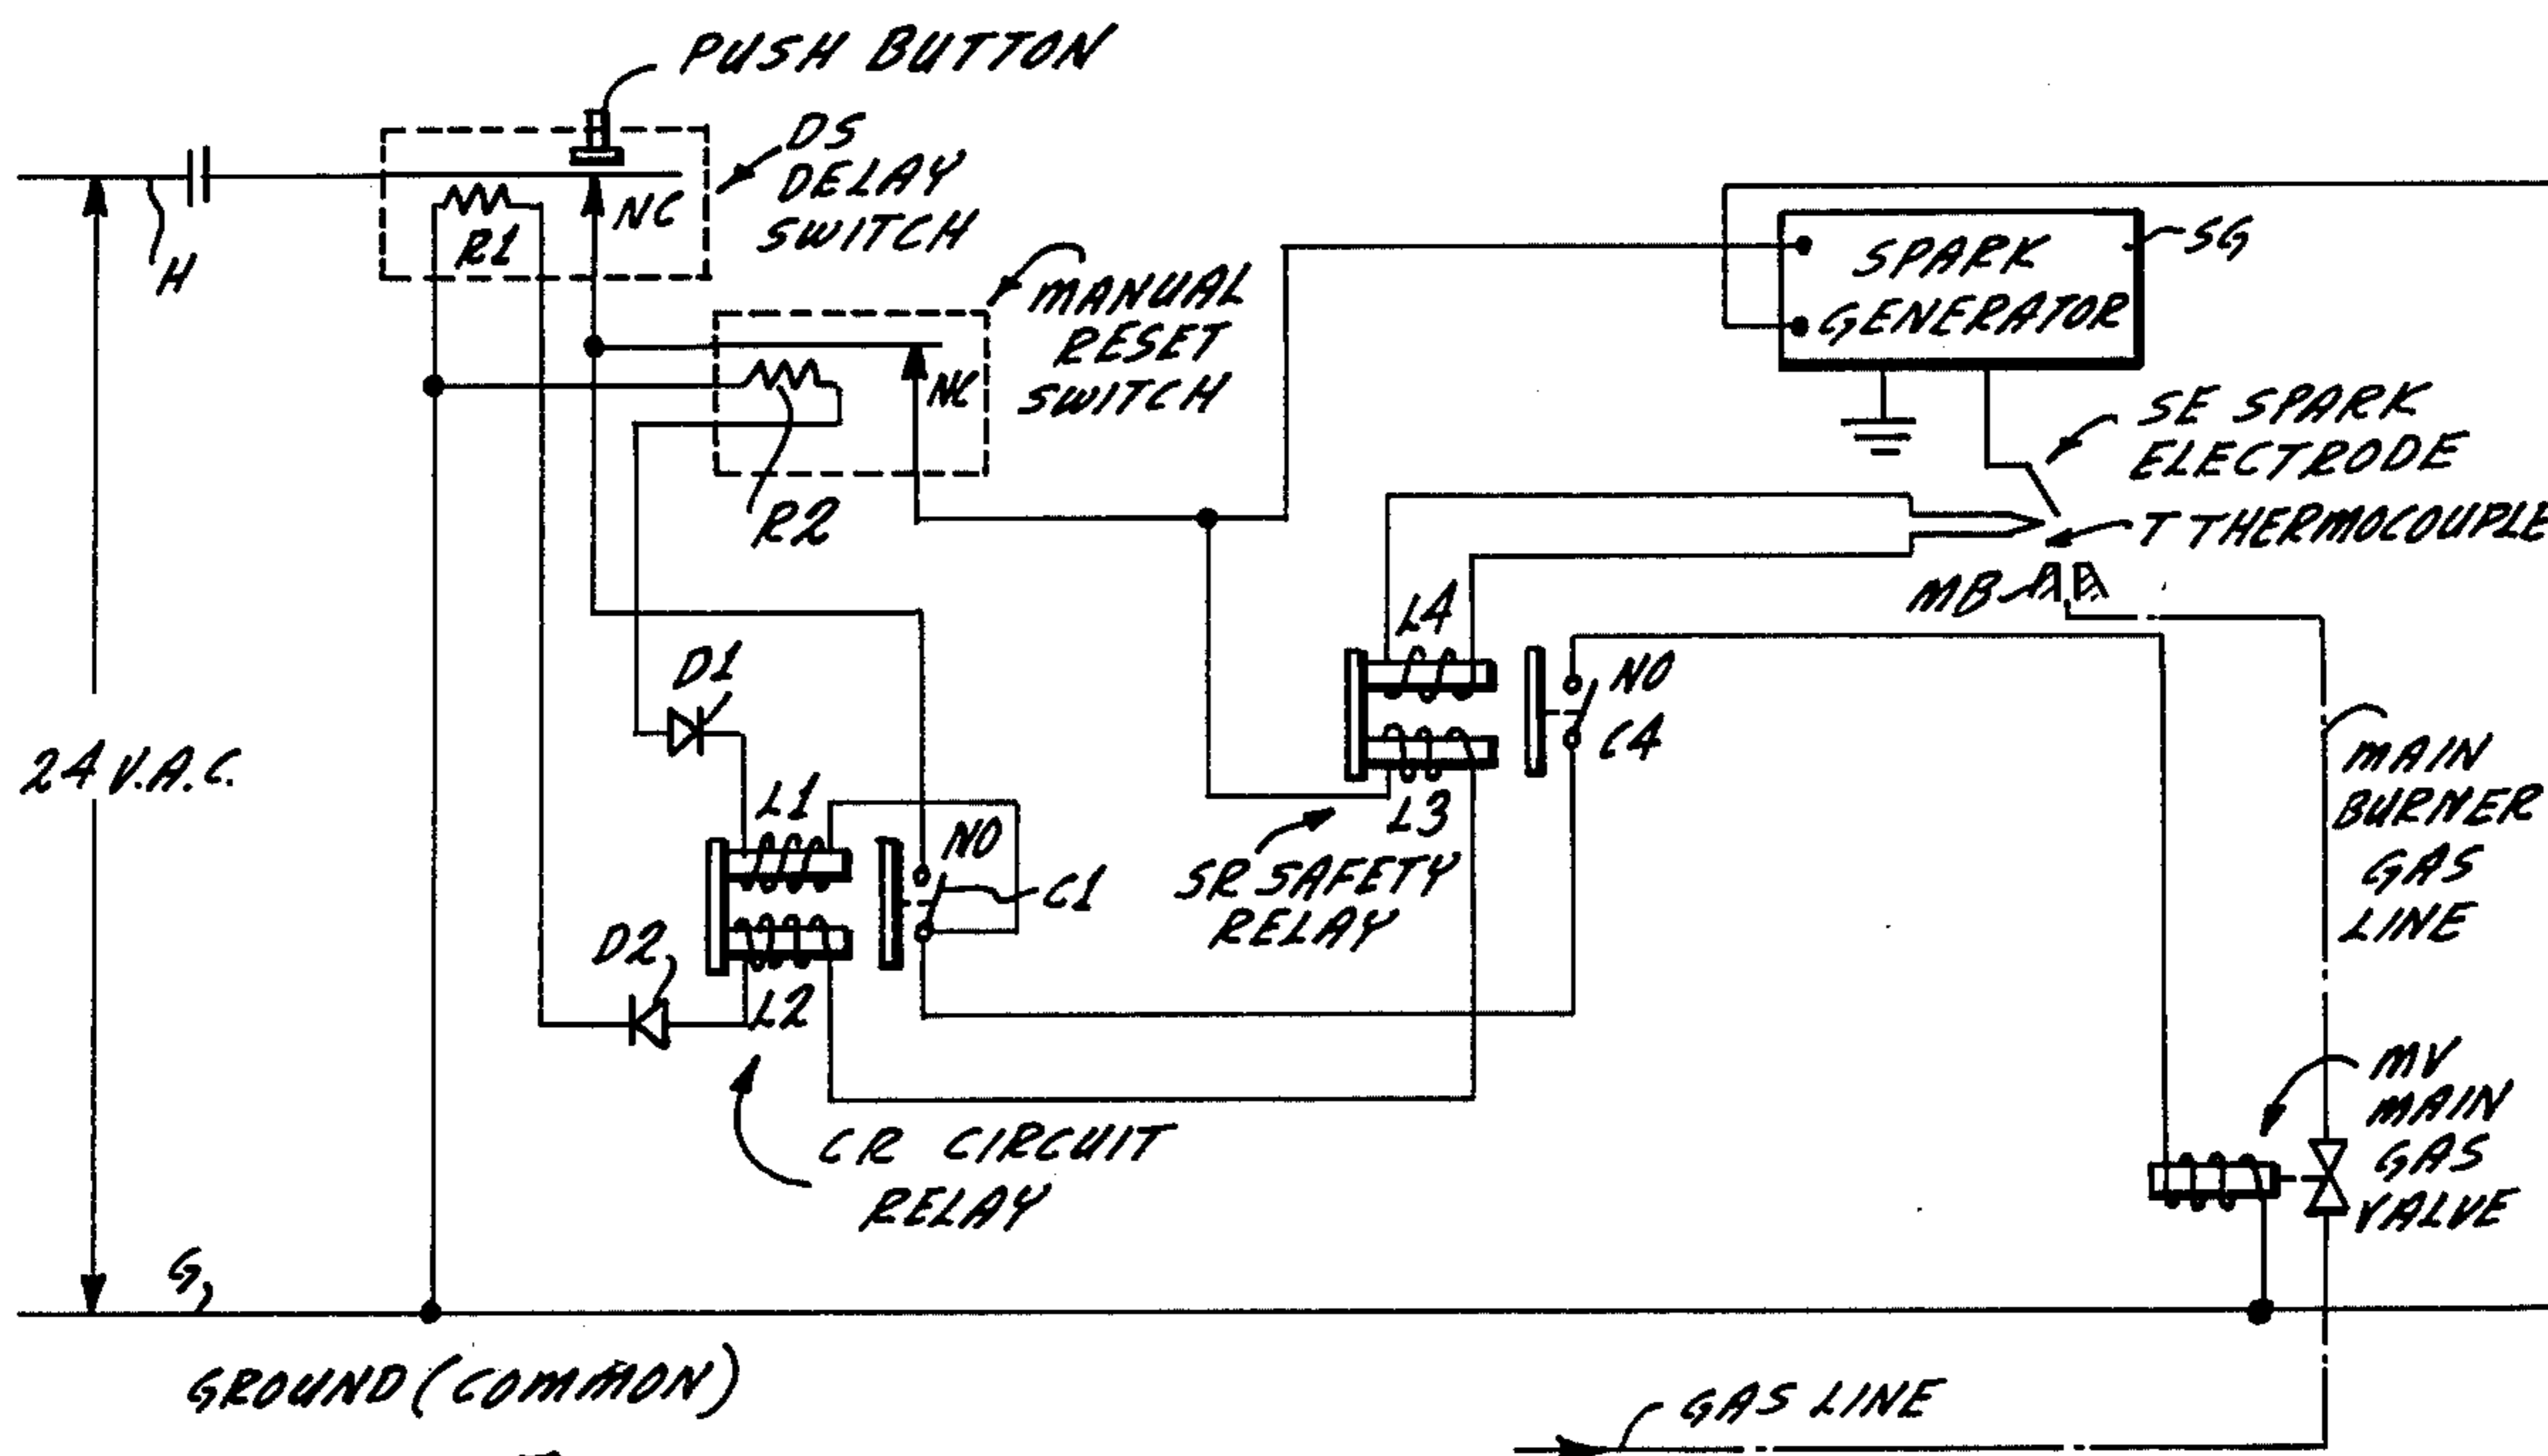 PUSH BUTTON
DS
DELAY
SWITCH
NC
R1
H
SPARK
GENERATOR
SG
MANUAL
RESET
SWITCH
NC
R2
SE SPARK
ELECTRODE
T THERMOCOUPLE
MB
L4
NO
C4
L3
SR SAFETY
RELAY
D1
24 V.A.C.
L1
NO
C1
D2
L2
CR CIRCUIT
RELAY
MAIN
BURNER
GAS
LINE
MV
MAIN
GAS
VALVE
G
GROUND (COMMON)
GAS LINE